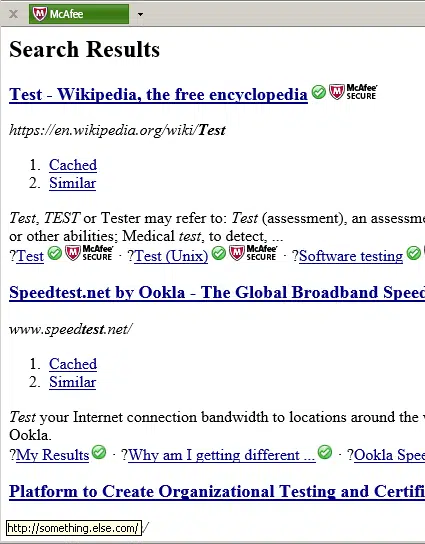 McAfee
Search Results
Test - Wikipedia, the free encyclopedia McAfee SECURE
https://en.wikipedia.org/wiki/Test
1. Cached
2. Similar
Test, TEST or Tester may refer to: Test (assessment), an assessme
or other abilities; Medical test, to detect, ...
?Test McAfee SECURE · ?Test (Unix) McAfee SECURE · ?Software testing
Speedtest.net by Ookla - The Global Broadband Speed
www.speedtest.net/
1. Cached
2. Similar
Test your Internet connection bandwidth to locations around the
Ookla.
?My Results · ?Why am I getting different ... · ?Ookla Spee
Platform to Create Organizational Testing and Certifi
http://something.else.com/ /